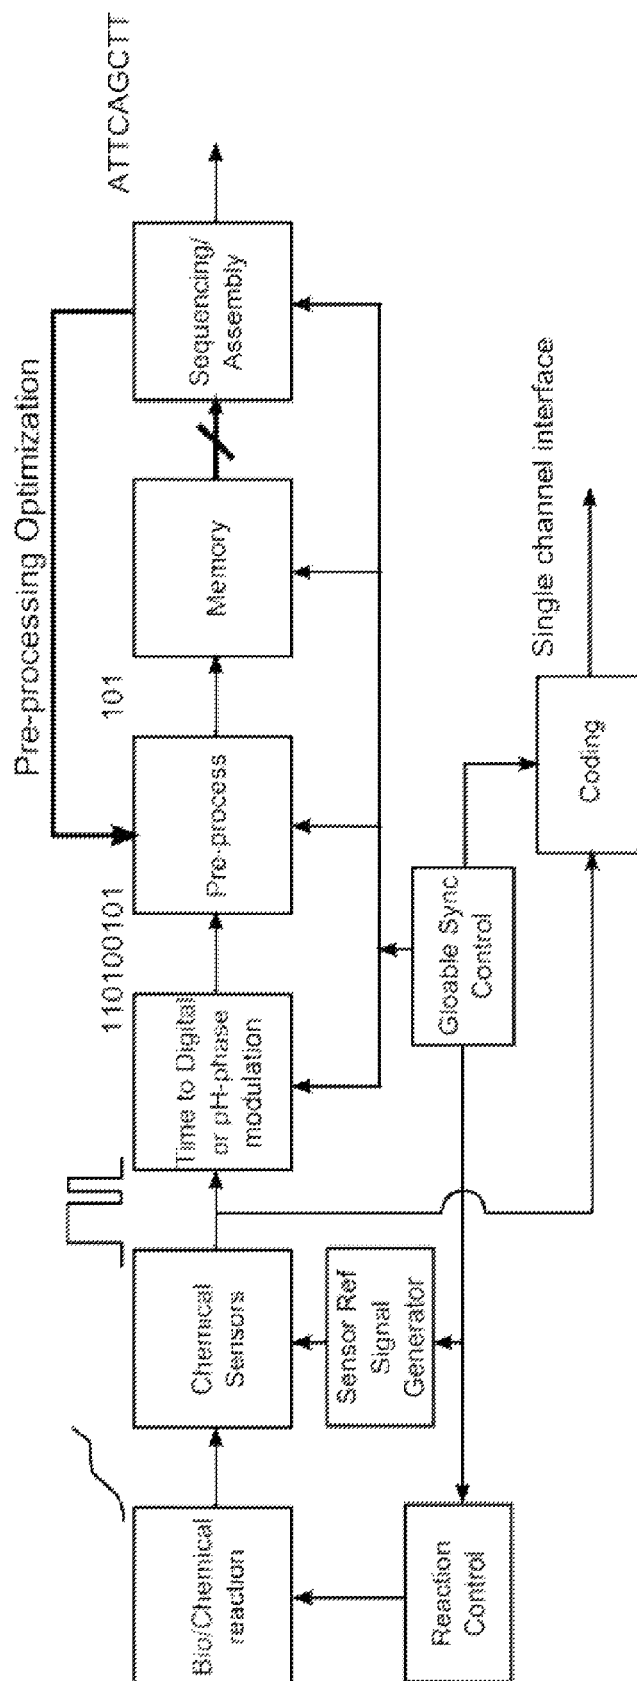 Pre-processing Optimization
110100101
101
ATTCAGCTT
Bio/Chemical
reaction
Chemical
Sensors
Time to Digital
or pH-phase
modulation
Pre-process
Memory
Sequencing/
Assembly
Sensor Ref
Signal
Generator
Reaction
Control
Gloable Sync
Control
Coding
Single channel interface